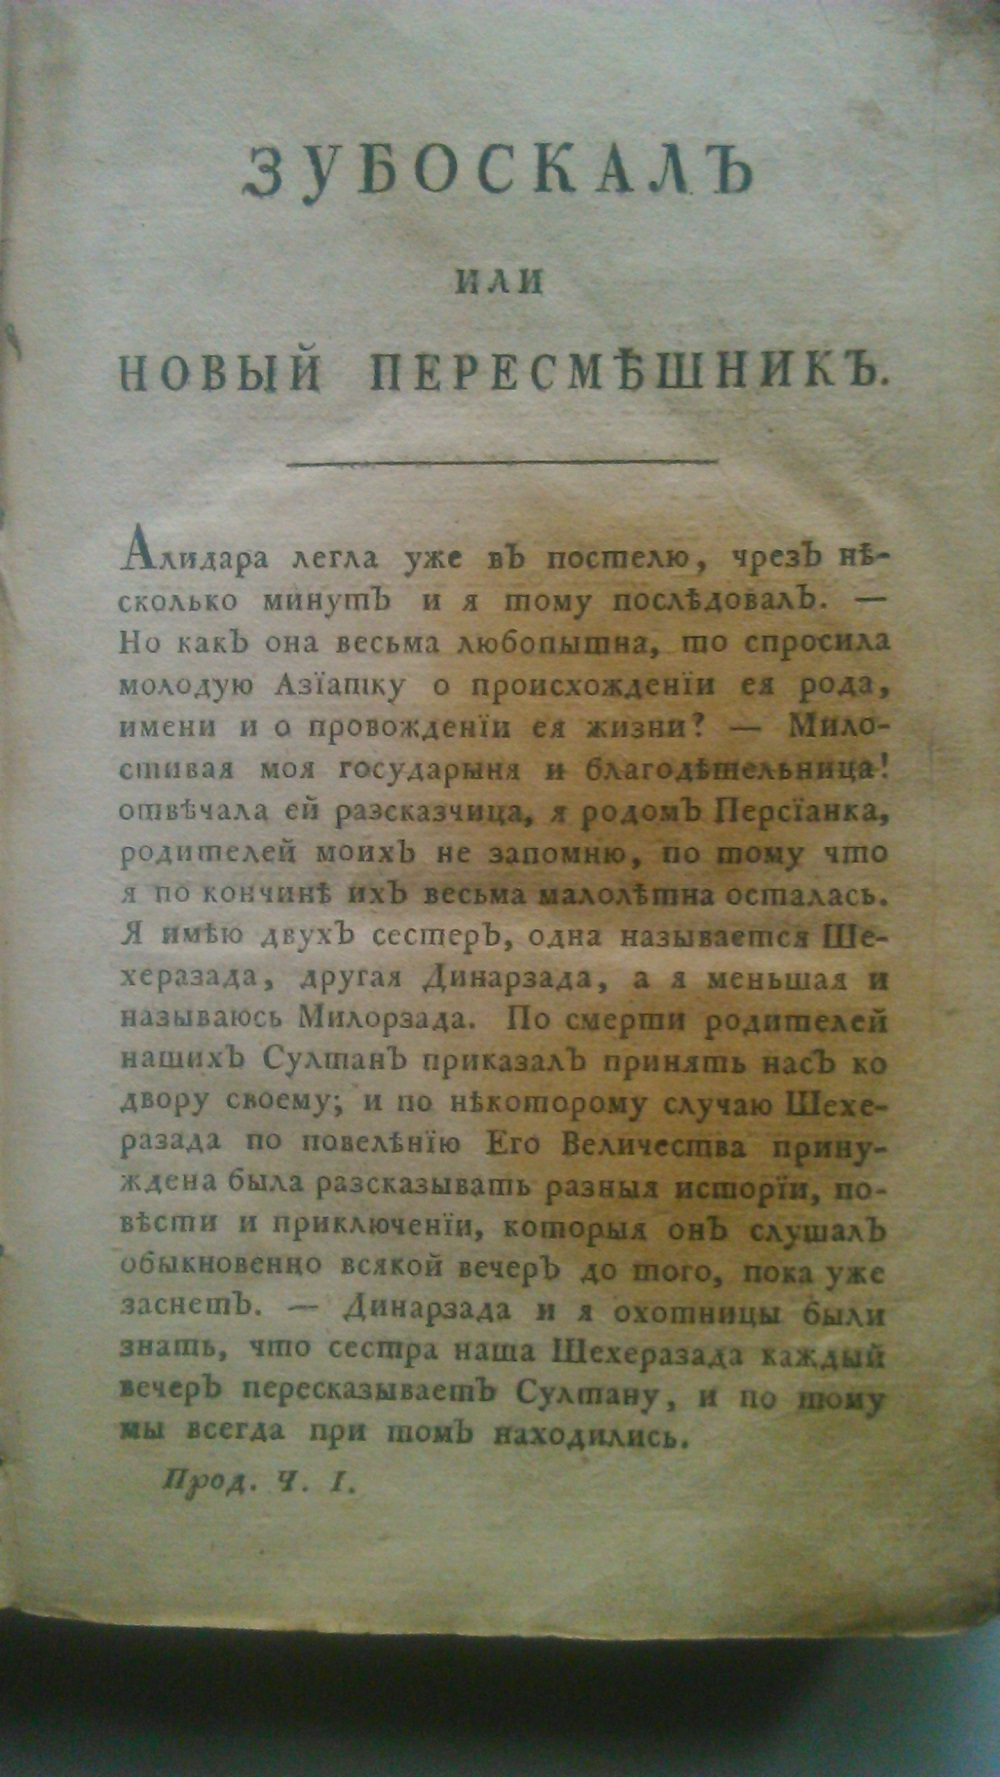 ЗУБОСКАЛЪ
ИЛИ
НОВЫЙ ПЕРЕСМѢШНИКЪ.
Алидара легла уже въ постелю, чрезъ нѣ-
сколько минутъ и я тому послѣдовалъ. —
Но какъ она весьма любопытна, то спросила
молодую Азїатку о происхожденїи ея рода,
имени и о провожденїи ея жизни? — Мило-
стивая моя государыня и благодѣтельница!
отвѣчала ей разсказчица, я родомъ Персїанка,
родителей моихъ не запомню, по тому что
я по кончинѣ ихъ весьма малолѣтна осталась.
Я имѣю двухъ сестеръ, одна называется Ше-
херазада, другая Динарзада, а я меньшая и
называюсь Милорзада. По смерти родителей
нашихъ Султанъ приказалъ принять насъ ко
двору своему; и по нѣкоторому случаю Шехе-
разада по повелѣнїю Его Величества прину-
ждена была разсказывать разныя исторїи, по-
вѣсти и приключенїи, которыя онъ слушалъ
обыкновенно всякой вечеръ до того, пока уже
заснетъ. — Динарзада и я охотницы были
знать, что сестра наша Шехеразада каждый
вечеръ пересказываетъ Султану, и по тому
мы всегда при томъ находились.
Прод. Ч. I.